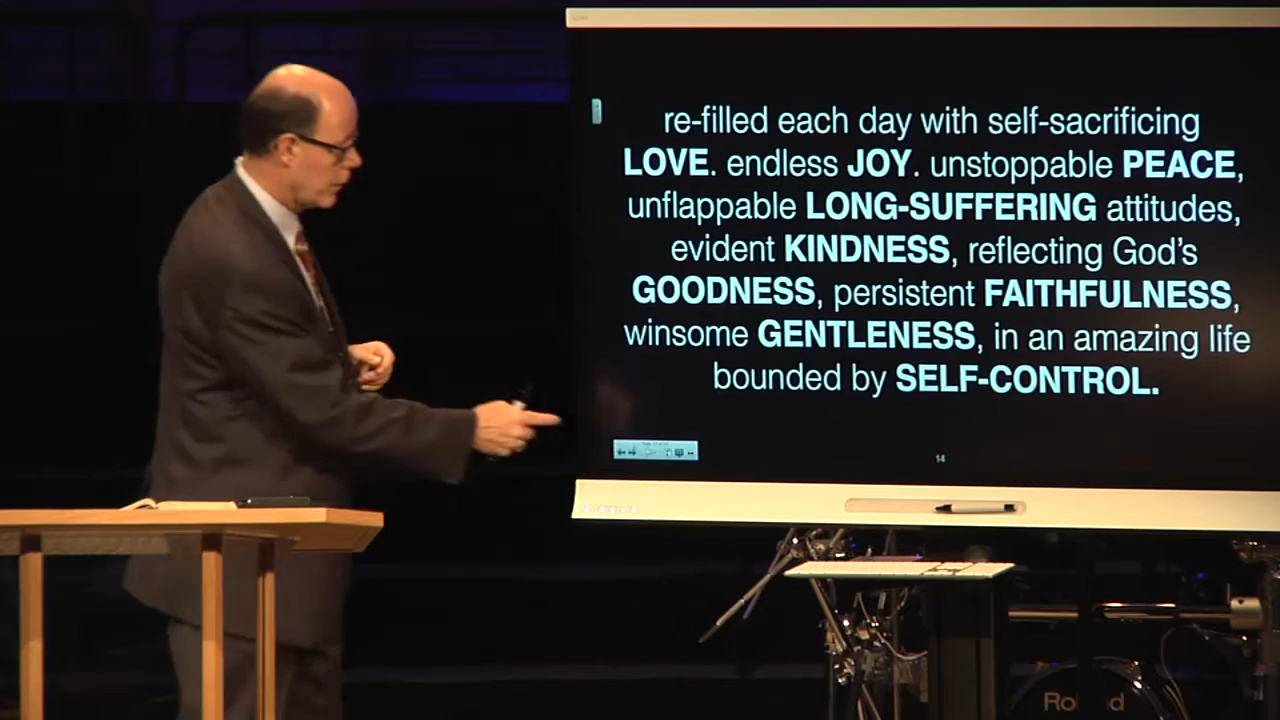 re-filled each day with self-sacrificing
LOVE. endless JOY. unstoppable PEACE,
unflappable LONG-SUFFERING attitudes,
evident KINDNESS, reflecting God's
GOODNESS, persistent FAITHFULNESS,
winsome GENTLENESS, in an amazing life
bounded by SELF-CONTROL.
14